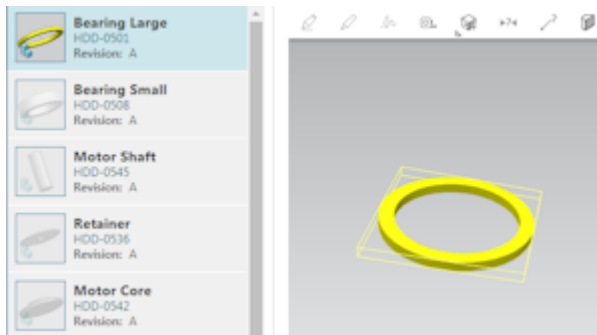 Bearing Large
HDD-0501
Revision: A
Bearing Small
HDD-0508
Revision: A
Motor Shaft
HDD-0545
Revision: A
Retainer
HDD-0536
Revision: A
Motor Core
HDD-0542
Revision: A